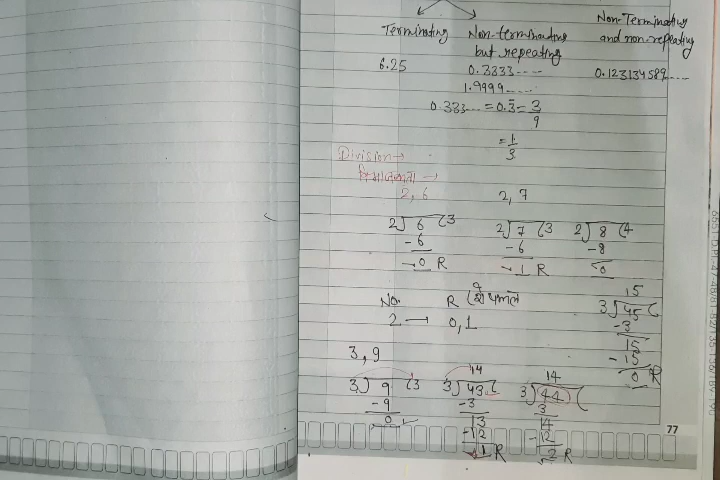 Terminating Non-terminating but repeating Non-Terminating and non-repeating
6.25 0.3333---- 0.123134589----
1.9999-----
0.333... = 0.3̄ = 3/9
= 1/3
Division→
→
2, 6 2, 7
2) 6 (3 2) 7 (3 2) 8 (4
-6 -6 -8
→0 R →1 R 0
15
No. R 3) 45 (
2 → 0, 1 -3
15
-15
0 R
3, 9
14 14
3) 9 (3 3) 43 ( 3) 44 (
-9 -3 3
0 13 14
-12 -12
1 R 2 R
77